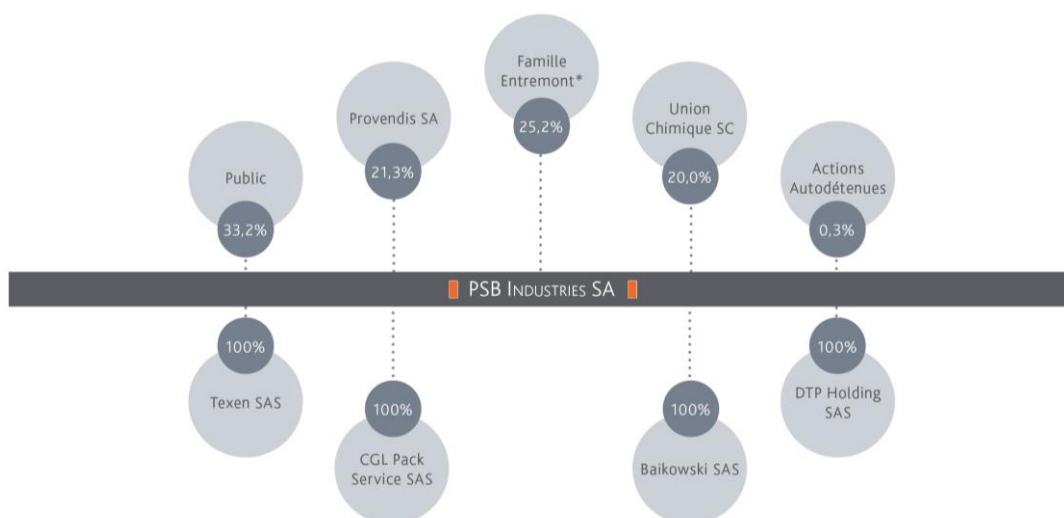 Famille
Entremont*
25,2%
Provendis SA
21,3%
Union
Chimique SC
20,0%
Public
33,2%
Actions
Autodétenues
0,3%
PSB INDUSTRIES SA
100%
Texen SAS
100%
CGL Pack
Service SAS
100%
Baikowski SAS
100%
DTP Holding
SAS